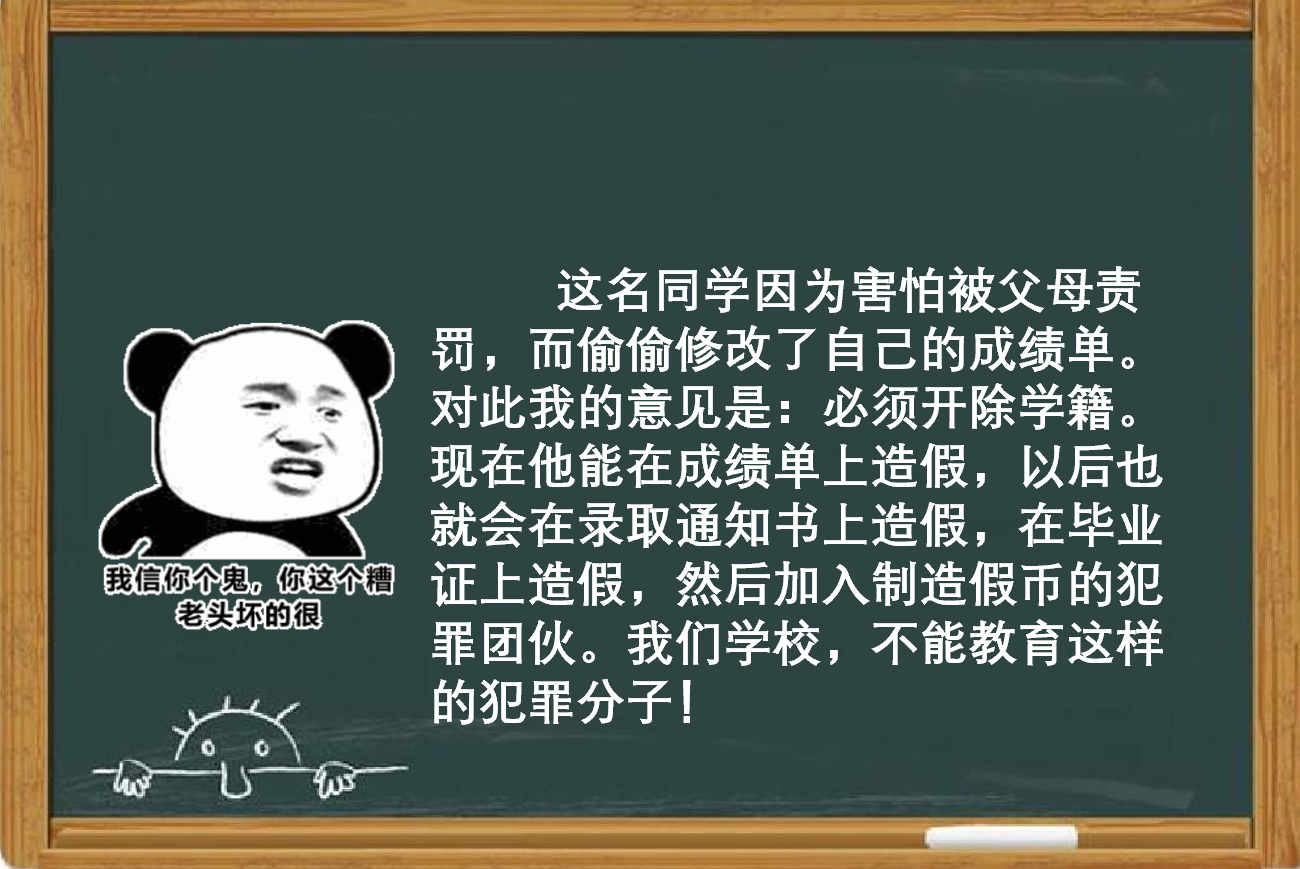 这名同学因为害怕被父母责
罚，而偷偷修改了自己的成绩单。
对此我的意见是：必须开除学籍。
现在他能在成绩单上造假，以后也
就会在录取通知书上造假，在毕业
证上造假，然后加入制造假币的犯
罪团伙。我们学校，不能教育这样
的犯罪分子！
我信你个鬼，你这个糟
老头坏的很